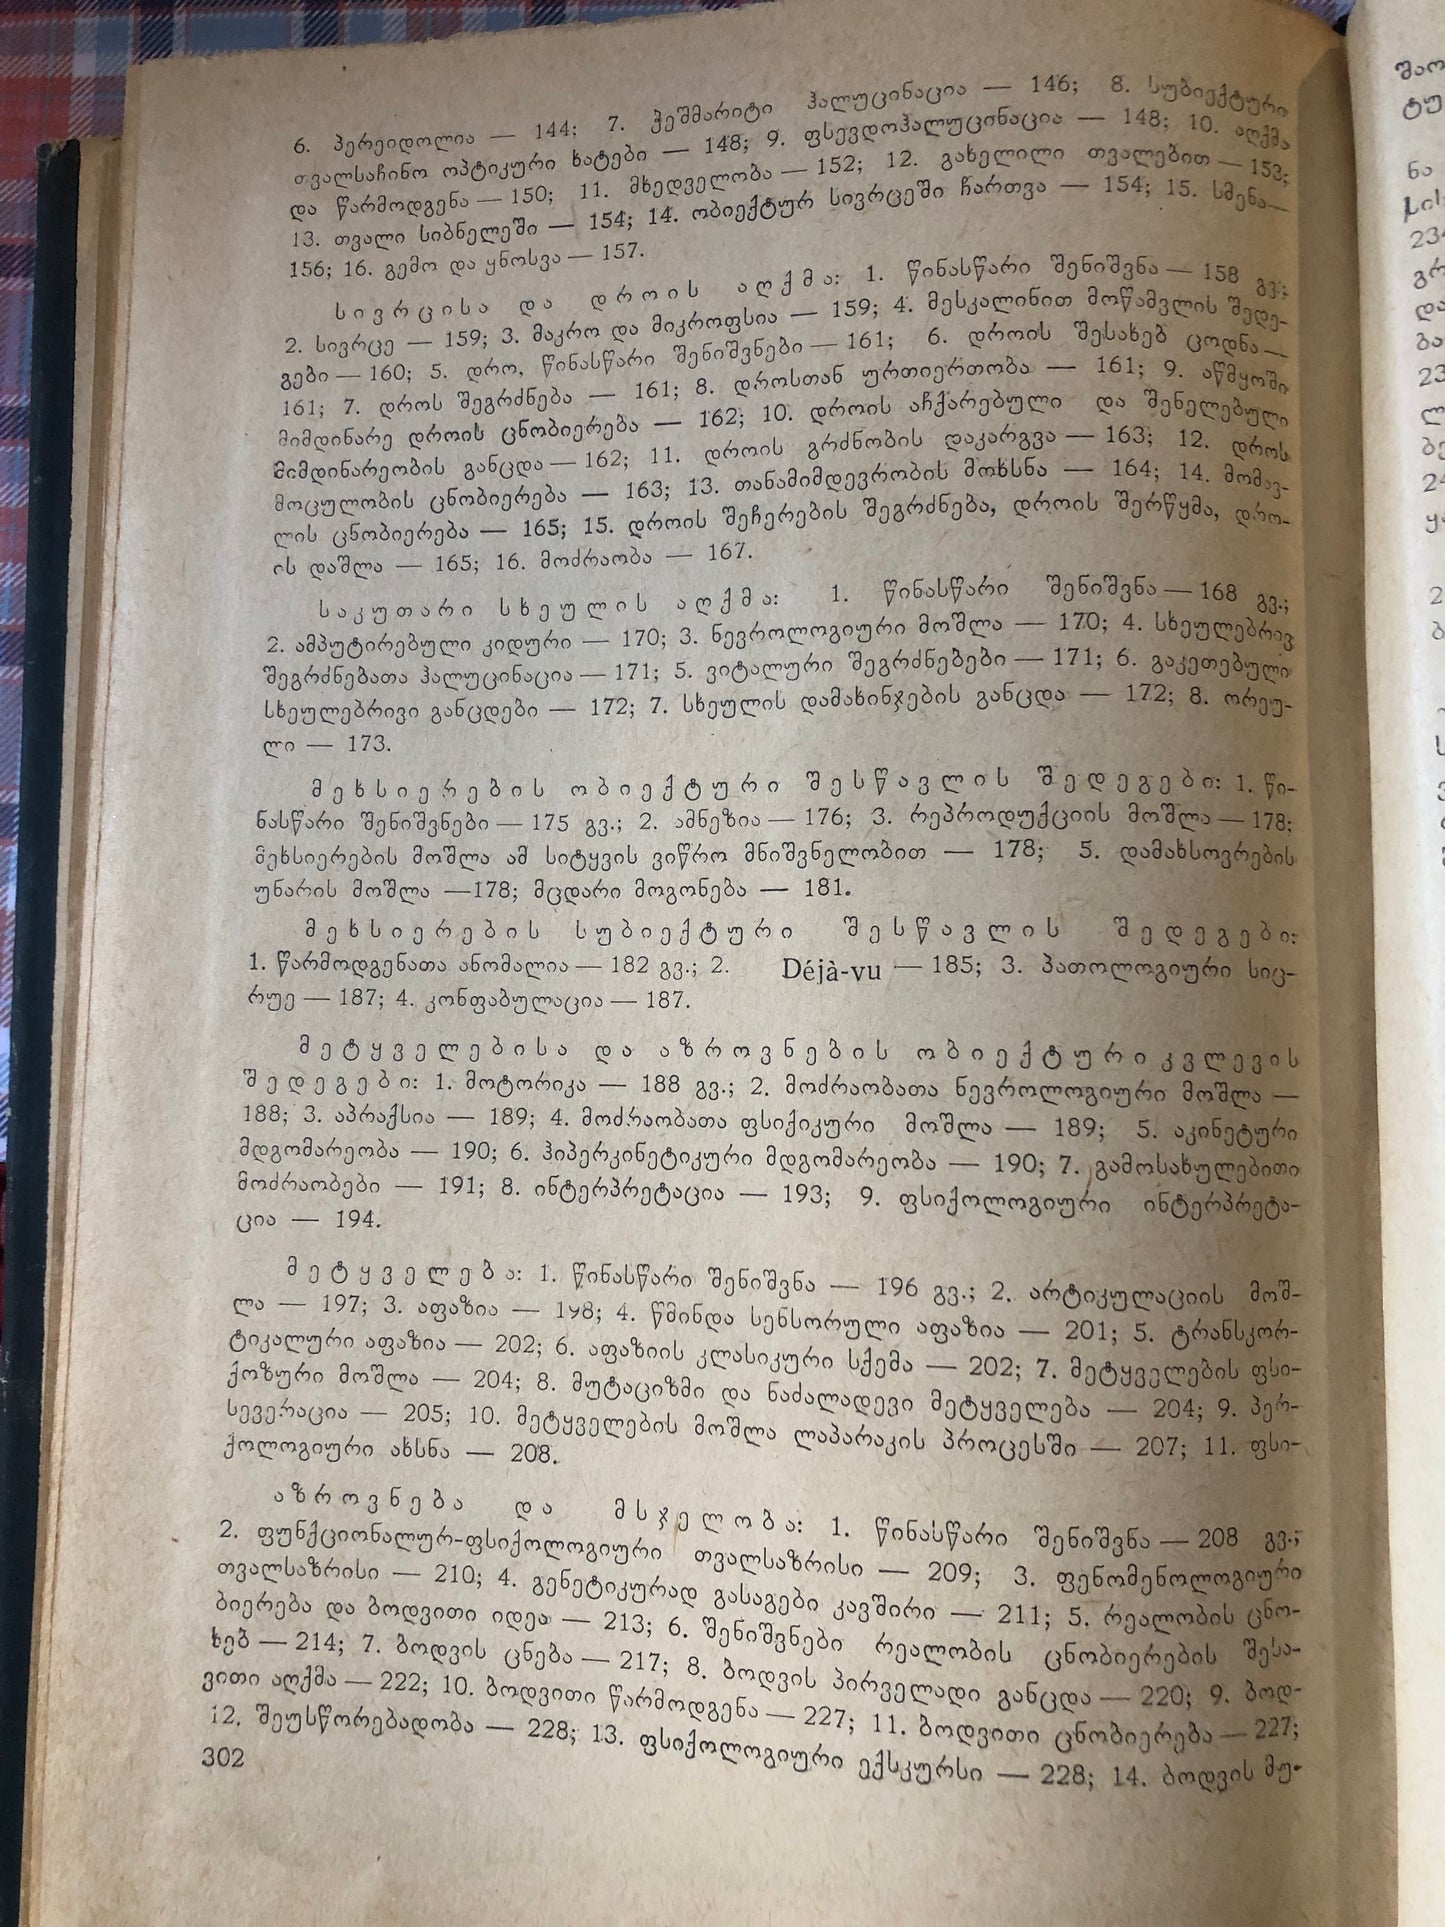 6. პერეიდოლია — 144; 7. ჭეშმარიტი ჰალუცინაცია — 146; 8. სუბიექტური
თვალსაჩინო ოპტიკური ხატები — 148; 9. ფსევდოჰალუცინაცია — 148; 10. აღქმა
და წარმოდგენა — 150; 11. მხედველობა — 152; 12. გახელილი თვალებით — 153;
13. თვალი სიბნელეში — 154; 14. ობიექტურ სივრცეში ჩართვა — 154; 15. სმენა—
156; 16. გემო და ყნოსვა — 157.
სივრცისა და დროის აღქმა: 1. წინასწარი შენიშვნა — 158 გვ.;
2. სივრცე — 159; 3. მაკრო და მიკროფსია — 159; 4. მესკალინით მოწამვლის შედე-
გები — 160; 5. დრო, წინასწარი შენიშვნები — 161; 6. დროის შესახებ ცოდნა —
161; 7. დროს შეგრძნება — 161; 8. დროსთან ურთიერთობა — 161; 9. აწმყოში
მიმდინარე დროის ცნობიერება — 162; 10. დროის აჩქარებული და შენელებული
მიმდინარეობის განცდა — 162; 11. დროის გრძნობის დაკარგვა — 163; 12. დროს
მოცულობის ცნობიერება — 163; 13. თანამიმდევრობის მოხსნა — 164; 14. მომავ-
ლის ცნობიერება — 165; 15. დროის შეჩერების შეგრძნება, დროის შერწყმა, დრო-
ის დაშლა — 165; 16. მოძრაობა — 167.
საკუთარი სხეულის აღქმა: 1. წინასწარი შენიშვნა — 168 გვ.;
2. ამპუტირებული კიდური — 170; 3. ნევროლოგიური მოშლა — 170; 4. სხეულებრივ
შეგრძნებათა ჰალუცინაცია — 171; 5. ვიტალური შეგრძნებები — 171; 6. გაკეთებული
სხეულებრივი განცდები — 172; 7. სხეულის დამახინჯების განცდა — 172; 8. ორეუ-
ლი — 173.
მეხსიერების ობიექტური შესწავლის შედეგები: 1. წი-
ნასწარი შენიშვნები — 175 გვ.; 2. ამნეზია — 176; 3. რეპროდუქციის მოშლა — 178;
მეხსიერების მოშლა ამ სიტყვის ვიწრო მნიშვნელობით — 178; 5. დამახსოვრების
უნარის მოშლა —178; მცდარი მოგონება — 181.
მეხსიერების სუბიექტური შესწავლის შედეგები:
1. წარმოდგენათა ანომალია — 182 გვ.; 2. Déjà-vu — 185; 3. პათოლოგიური სიც-
რუე — 187; 4. კონფაბულაცია — 187.
მეტყველებისა და აზროვნების ობიექტური კვლევის
შედეგები: 1. მოტორიკა — 188 გვ.; 2. მოძრაობათა ნევროლოგიური მოშლა —
188; 3. აპრაქსია — 189; 4. მოძრაობათა ფსიქიკური მოშლა — 189; 5. აკინეტური
მდგომარეობა — 190; 6. ჰიპერკინეტიკური მდგომარეობა — 190; 7. გამოსახულებითი
მოძრაობები — 191; 8. ინტერპრეტაცია — 193; 9. ფსიქოლოგიური ინტერპრეტა-
ცია — 194.
მეტყველება: 1. წინასწარი შენიშვნა — 196 გვ.; 2. არტიკულაციის მოშ-
ლა — 197; 3. აფაზია — 198; 4. წმინდა სენსორული აფაზია — 201; 5. ტრანსკორ-
ტიკალური აფაზია — 202; 6. აფაზიის კლასიკური სქემა — 202; 7. მეტყველების ფსი-
ქოზური მოშლა — 204; 8. მუტაციზმი და ნაძალადევი მეტყველება — 204; 9. პერ-
სევერაცია — 205; 10. მეტყველების მოშლა ლაპარაკის პროცესში — 207; 11. ფსი-
ქოლოგიური ახსნა — 208.
აზროვნება და მსჯელობა: 1. წინასწარი შენიშვნა — 208 გვ.;
2. ფუნქციონალურ-ფსიქოლოგიური თვალსაზრისი — 209; 3. ფენომენოლოგიური
თვალსაზრისი — 210; 4. გენეტიკურად გასაგები კავშირი — 211; 5. რეალობის ცნო-
ბიერება და ბოდვითი იდეა — 213; 6. შენიშვნები რეალობის ცნობიერების შესა-
ხებ — 214; 7. ბოდვის ცნება — 217; 8. ბოდვის პირველადი განცდა — 220; 9. ბოდ-
ვითი აღქმა — 222; 10. ბოდვითი წარმოდგენა — 227; 11. ბოდვითი ცნობიერება — 227;
12. შეუსწორებადობა — 228; 13. ფსიქოლოგიური ექსკურსი — 228; 14. ბოდვის მუ-
302